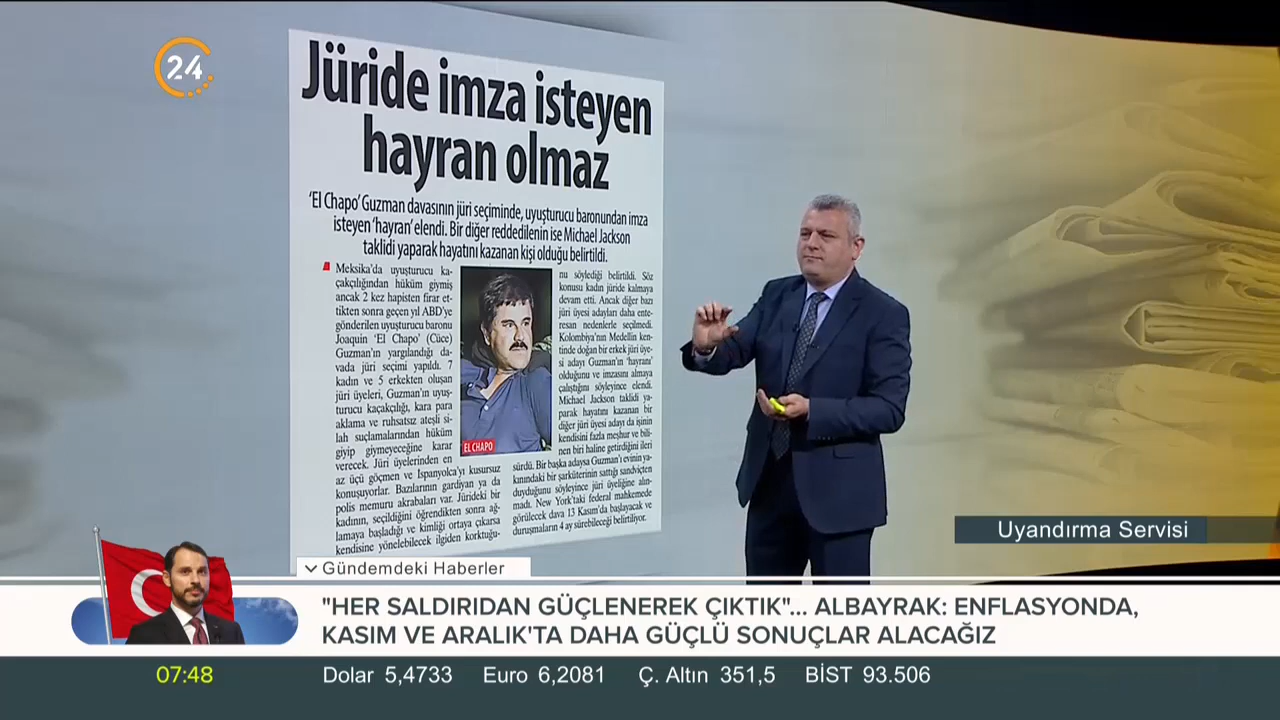 24
Jüride imza isteyen
hayran olmaz
'El Chapo' Guzman davasının jüri seçiminde, uyuşturucu baronundan imza
isteyen 'hayran' elendi. Bir diğer reddedilenin ise Michael Jackson
taklidi yaparak hayatını kazanan kişi olduğu belirtildi.
Meksika'da uyuşturucu ka-
çakçılığından hüküm giymiş
ancak 2 kez hapisten firar et-
tikten sonra geçen yıl ABD'ye
gönderilen uyuşturucu baronu
Joaquin 'El Chapo' (Cüce)
Guzman'ın yargılandığı da-
vada jüri seçimi yapıldı. 7
kadın ve 5 erkekten oluşan
jüri üyeleri, Guzman'ın uyuş-
turucu kaçakçılığı, kara para
aklama ve ruhsatsız ateşli si-
lah suçlamalarından hüküm
giyip giymeyeceğine karar
verecek. Jüri üyelerinden en
az üçü göçmen ve İspanyolca'yı kusursuz
konuşuyorlar. Bazılarının gardiyan ya da
polis memuru akrabaları var. Jürideki bir
kadının, seçildiğini öğrendikten sonra ağ-
lamaya başladığı ve kimliği ortaya çıkarsa
kendisine yönelebilecek ilgiden korktuğu-
EL CHAPO
nu söylediği belirtildi. Söz
konusu kadın jüride kalmaya
devam etti. Ancak diğer bazı
jüri üyesi adayları daha ente-
resan nedenlerle seçilmedi.
Kolombiya'nın Medellin ken-
tinde doğan bir erkek jüri üye-
si adayı Guzman'ın 'hayranı'
olduğunu ve imzasını almaya
çalıştığını söyleyince elendi.
Michael Jackson taklidi ya-
parak hayatını kazanan bir
diğer jüri üyesi adayı da işinin
kendisini fazla meşhur ve bili-
nen biri haline getirdiğini ileri
sürdü. Bir başka adaysa Guzman'ı evinin ya-
kınındaki bir şarküterinin sattığı sandviçten
duyduğunu söyleyince jüri üyeliğine alın-
madı. New York'taki federal mahkemede
görülecek dava 13 Kasım'da başlayacak ve
duruşmaların 4 ay sürebileceği belirtiliyor.
Uyandırma Servisi
Gündemdeki Haberler
"HER SALDIRIDAN GÜÇLENEREK ÇIKTIK"... ALBAYRAK: ENFLASYONDA,
KASIM VE ARALIK'TA DAHA GÜÇLÜ SONUÇLAR ALACAĞIZ
07:48 Dolar 5,4733 Euro 6,2081 Ç. Altın 351,5 BİST 93.506